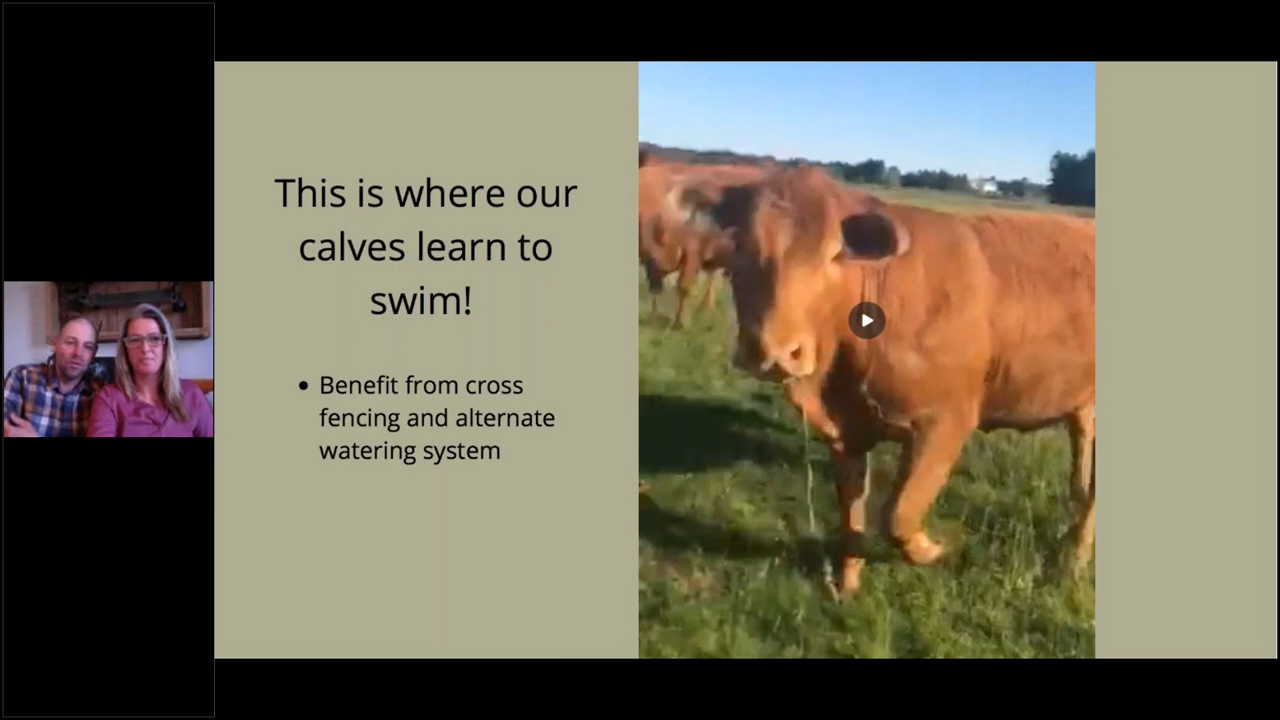 This is where our
calves learn to
swim!
• Benefit from cross
fencing and alternate
watering system